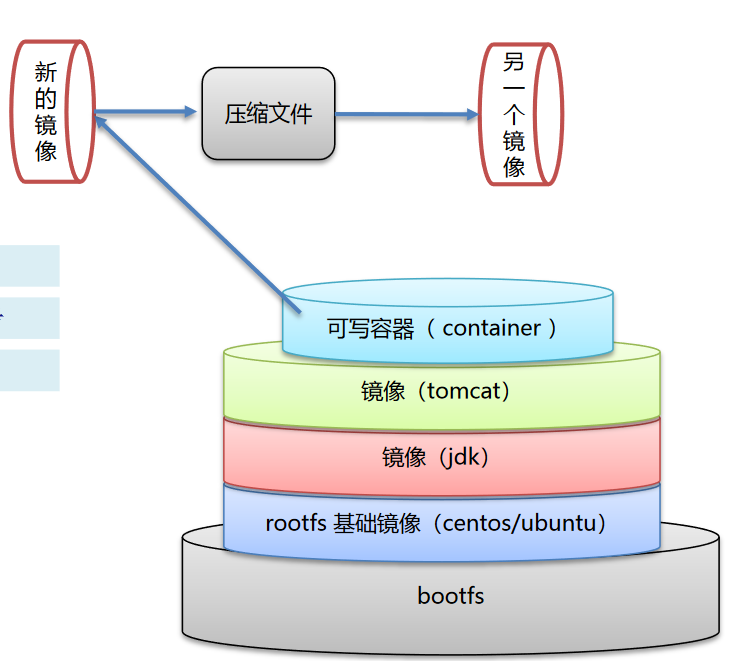 新的镜像
压缩文件
另一个镜像
可写容器（ container ）
镜像（tomcat）
镜像（jdk）
rootfs 基础镜像（centos/ubuntu）
bootfs